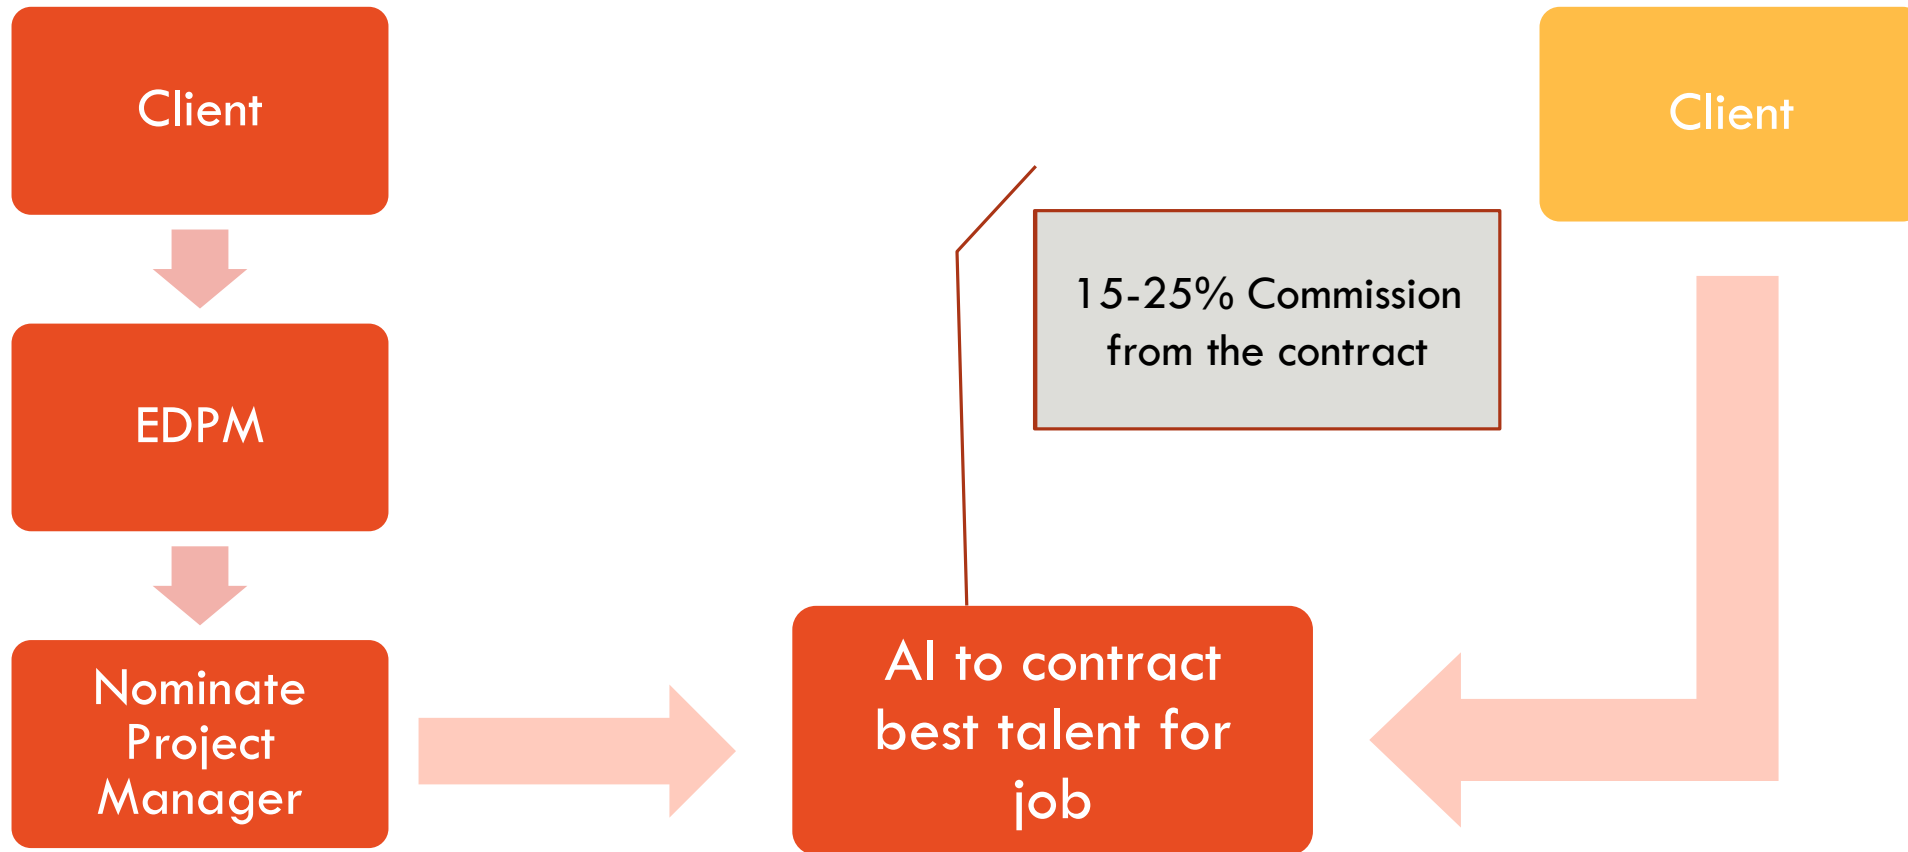 Client
Client
15-25% Commission
from the contract
EDPM
Nominate
Project
Manager
AI to contract
best talent for
job